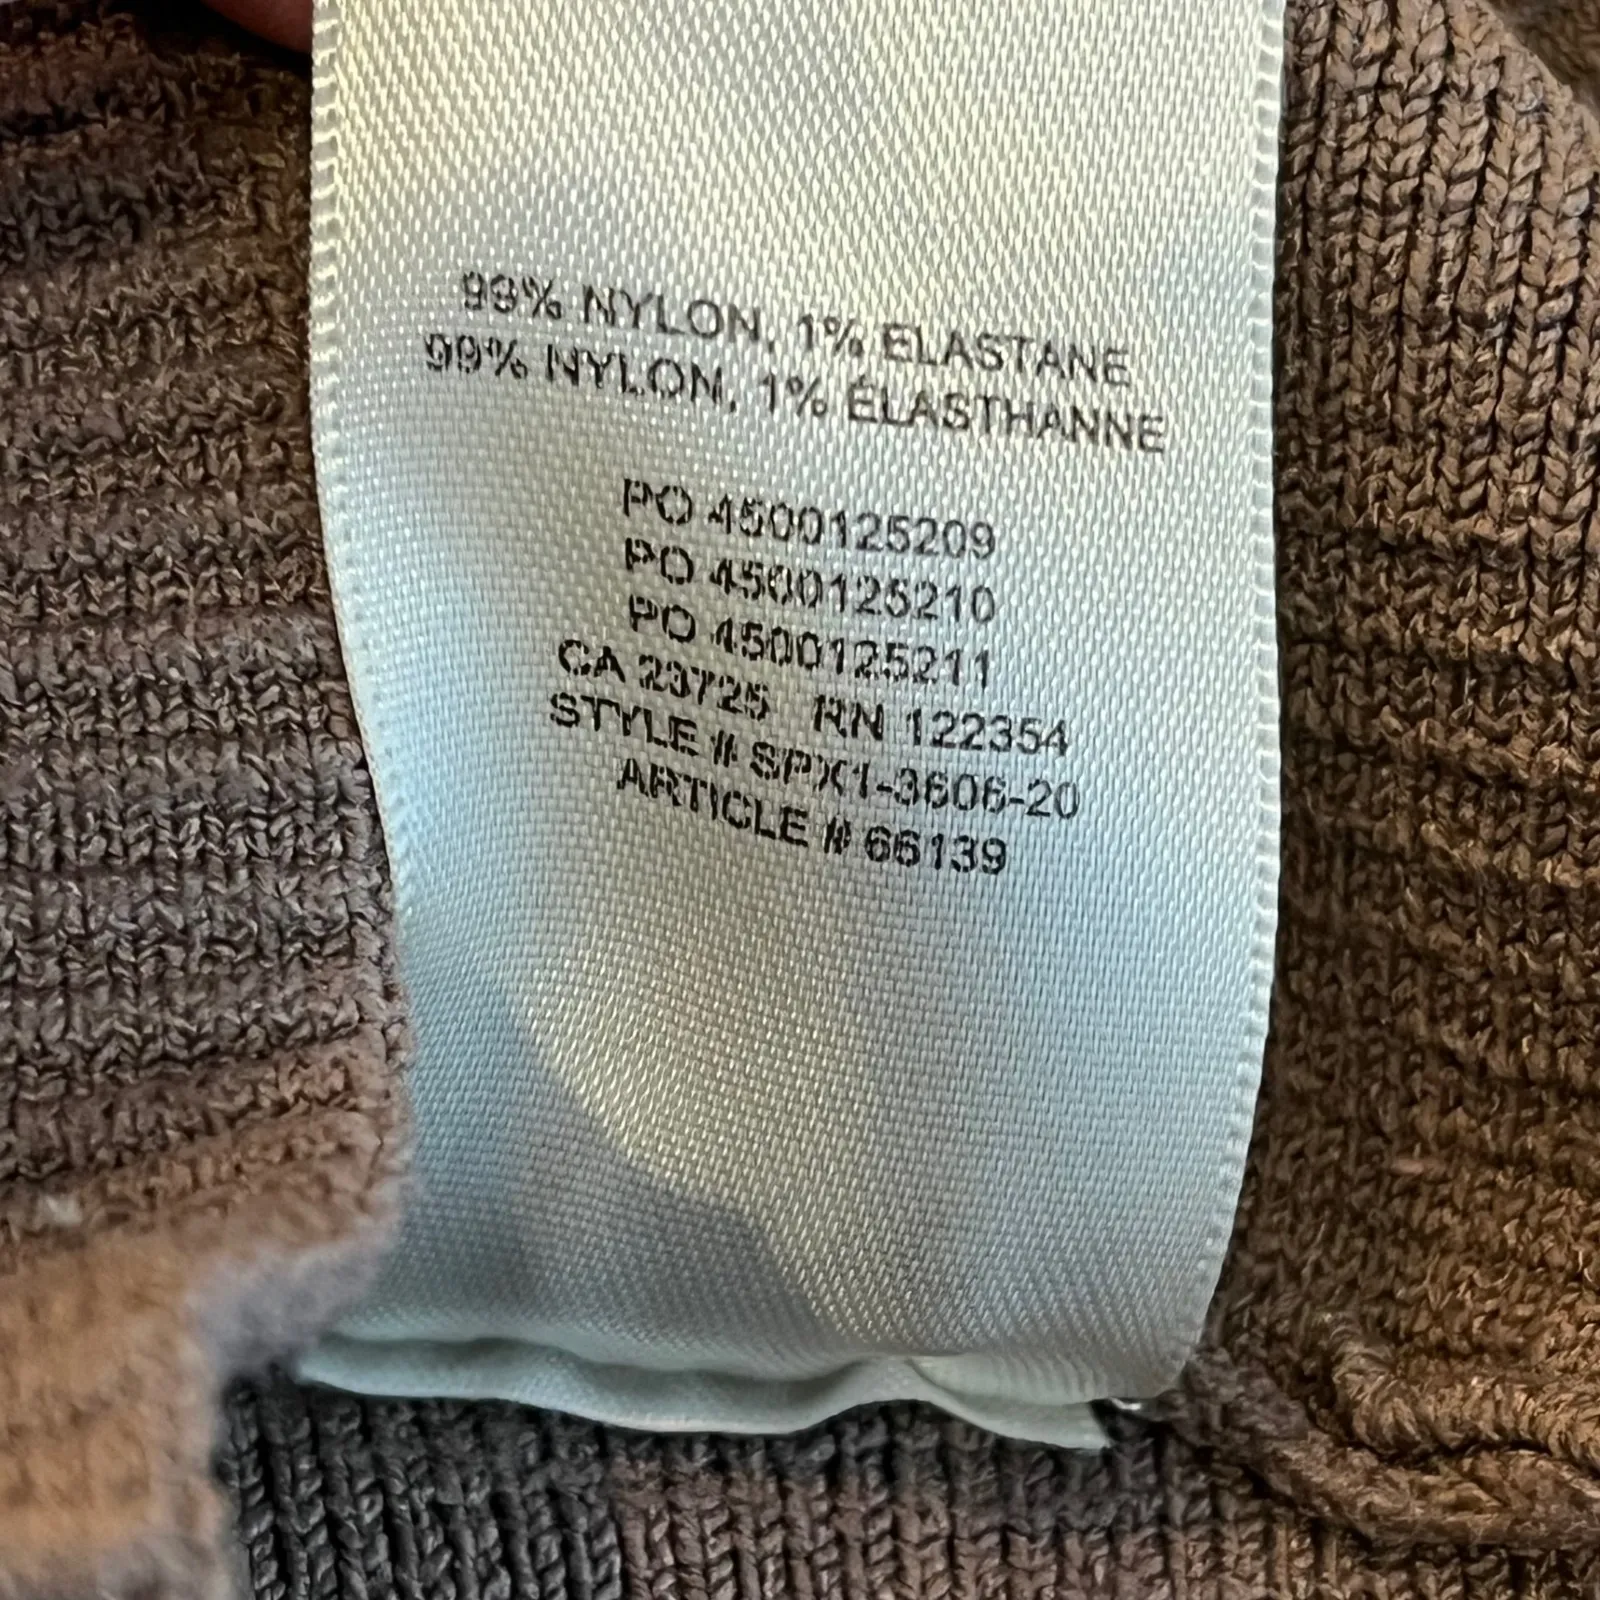 99% NYLON, 1% ELASTANE
99% NYLON, 1% ÉLASTHANNE
PO 4500125209
PO 4500125210
PO 4500125211
CA 23725 RN 122354
STYLE # SPX1-3606-20
ARTICLE # 66139